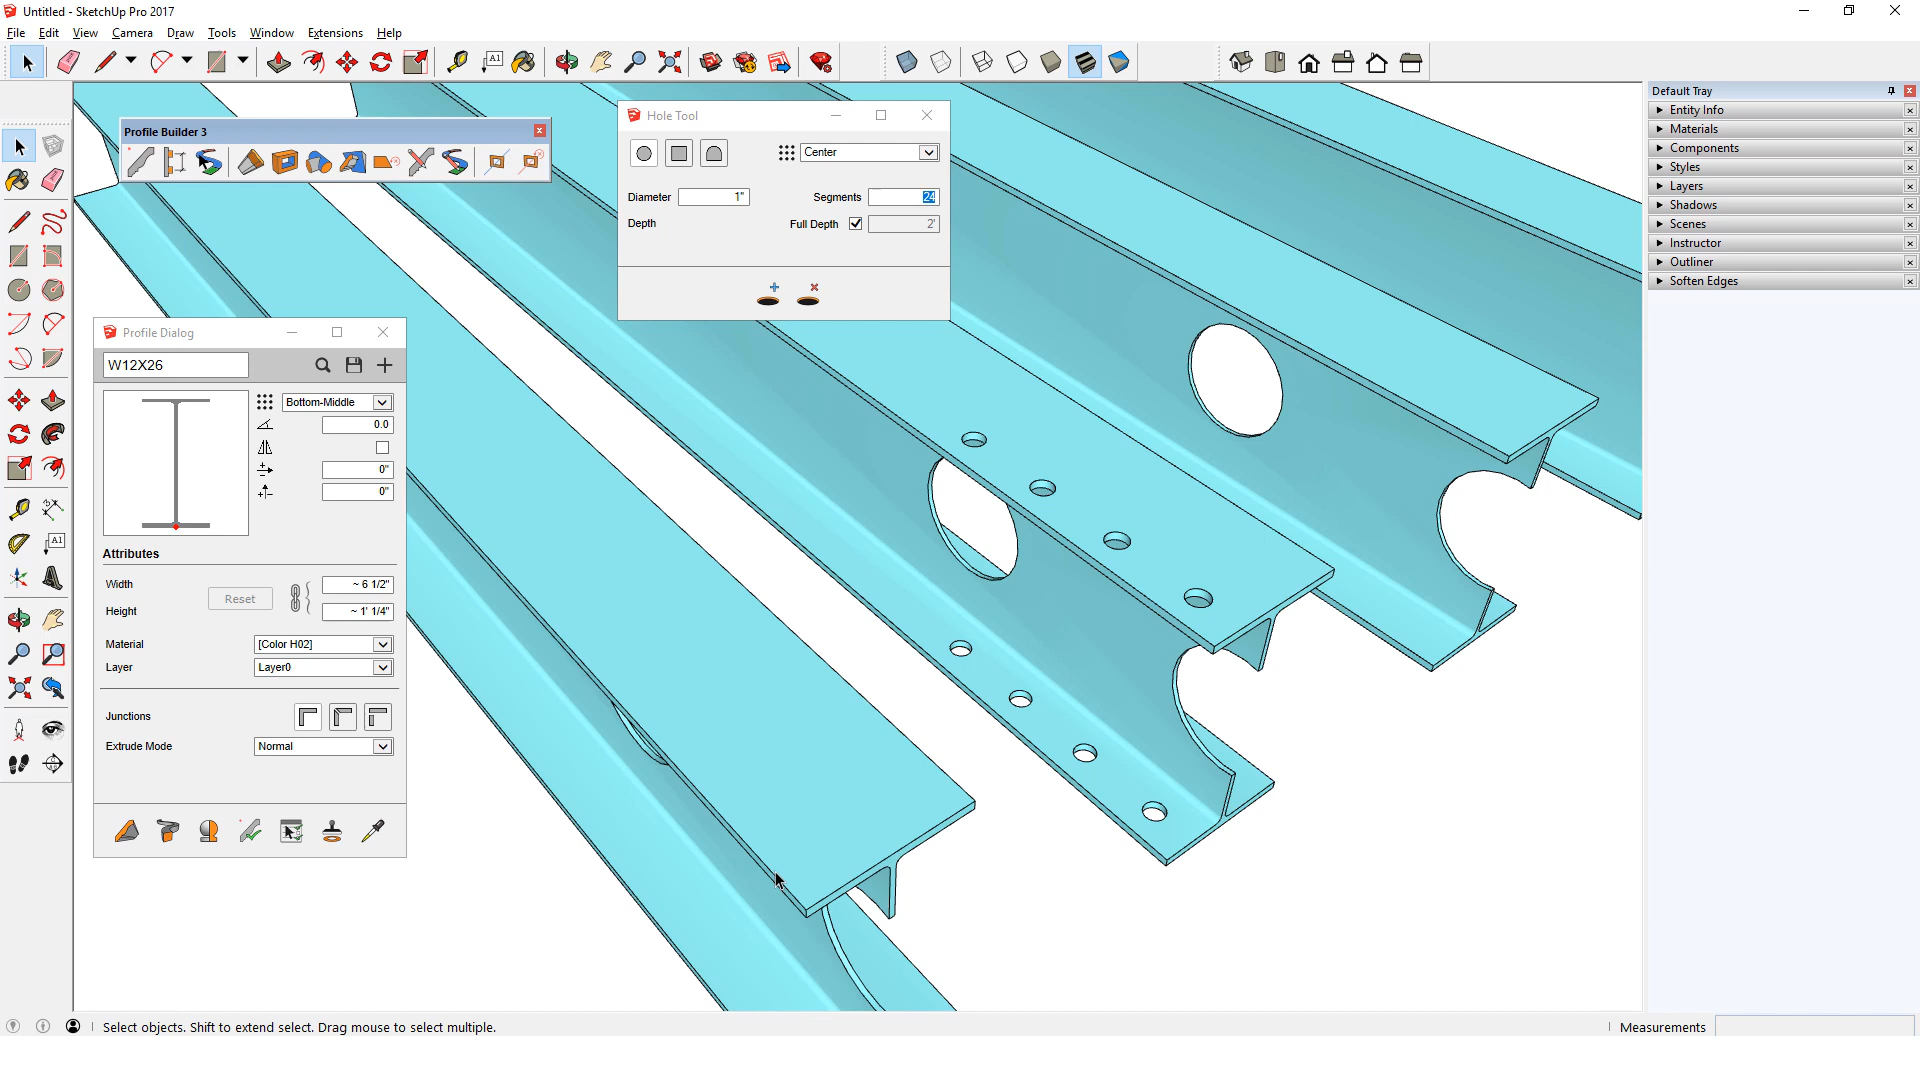 Untitled - SketchUp Pro 2017
File Edit View Camera Draw Tools Window Extensions Help
A1
Profile Builder 3
Hole Tool
Center
Diameter 1" Segments 24
Depth Full Depth 2'
Profile Dialog
W12X26
Bottom-Middle
0.0
0"
0"
Attributes
Width ~ 6 1/2"
Reset
Height ~ 1' 1/4"
Material [Color H02]
Layer Layer0
Junctions
Extrude Mode Normal
A1
Default Tray
Entity Info
Materials
Components
Styles
Layers
Shadows
Scenes
Instructor
Outliner
Soften Edges
Select objects. Shift to extend select. Drag mouse to select multiple.
Measurements